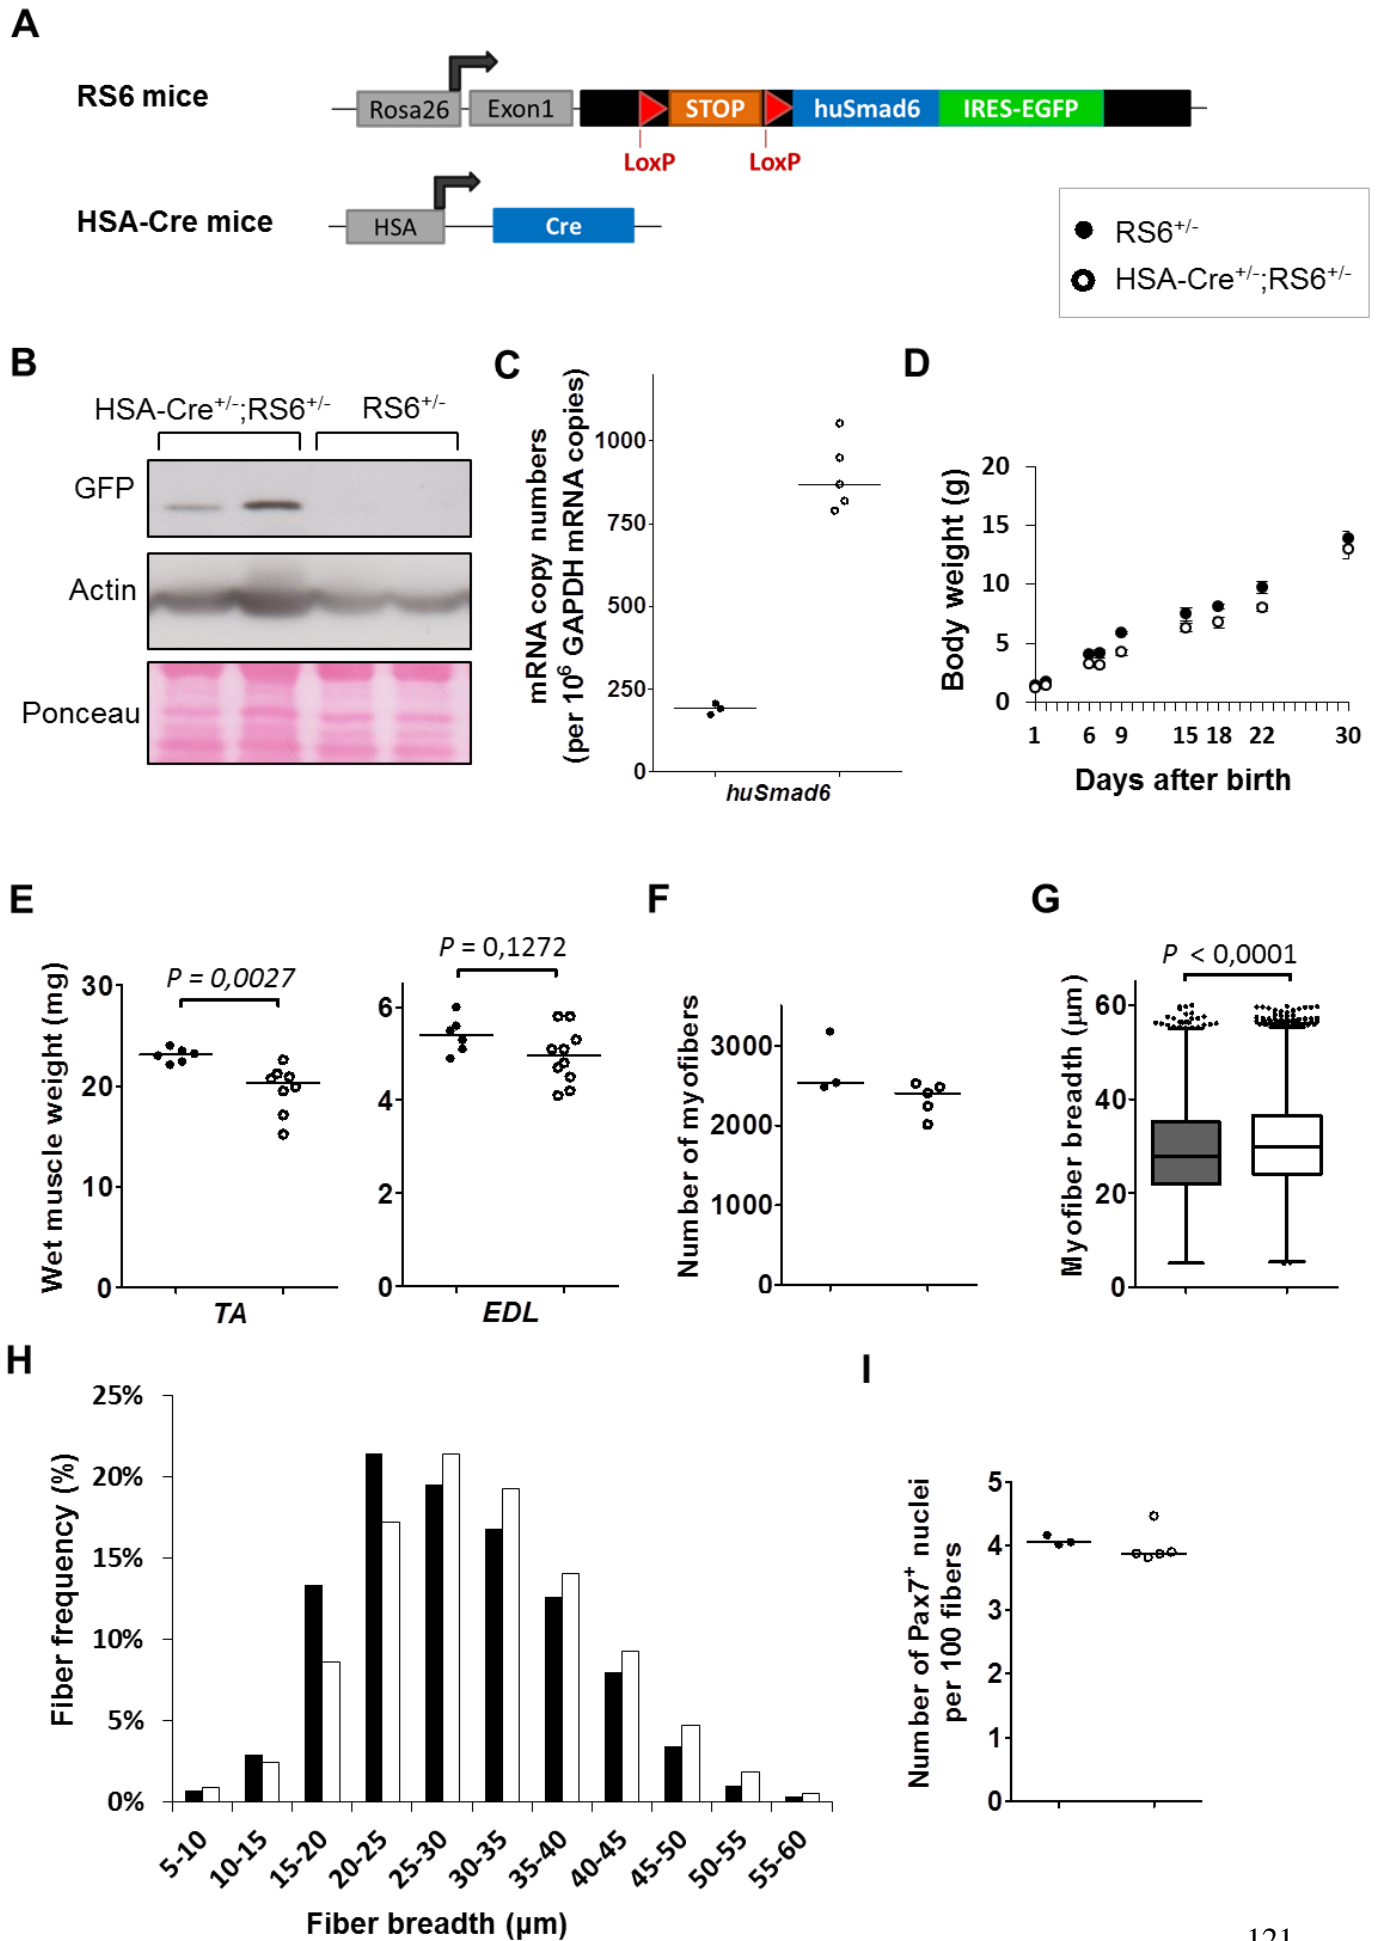 A
RS6 mice
Rosa26 Exon1 STOP huSmad6 IRES-EGFP
LoxP LoxP
HSA-Cre mice
HSA Cre
RS6+/-
HSA-Cre+/-;RS6+/-
B
HSA-Cre+/-;RS6+/- RS6+/-
GFP
Actin
Ponceau
C
mRNA copy numbers
(per 10^6 GAPDH mRNA copies)
1000
750
500
250
0
huSmad6
D
Body weight (g)
20
15
10
5
0
1 6 9 15 18 22 30
Days after birth
E
Wet muscle weight (mg)
P = 0,0027
30
20
10
0
TA
P = 0,1272
6
4
2
0
EDL
F
Number of myofibers
3000
2000
1000
0
G
P < 0,0001
Myofiber breadth (µm)
60
40
20
0
H
Fiber frequency (%)
25%
20%
15%
10%
5%
0%
5-10 10-15 15-20 20-25 25-30 30-35 35-40 40-45 45-50 50-55 55-60
Fiber breadth (µm)
I
Number of Pax7+ nuclei
per 100 fibers
5
4
3
2
1
0
121